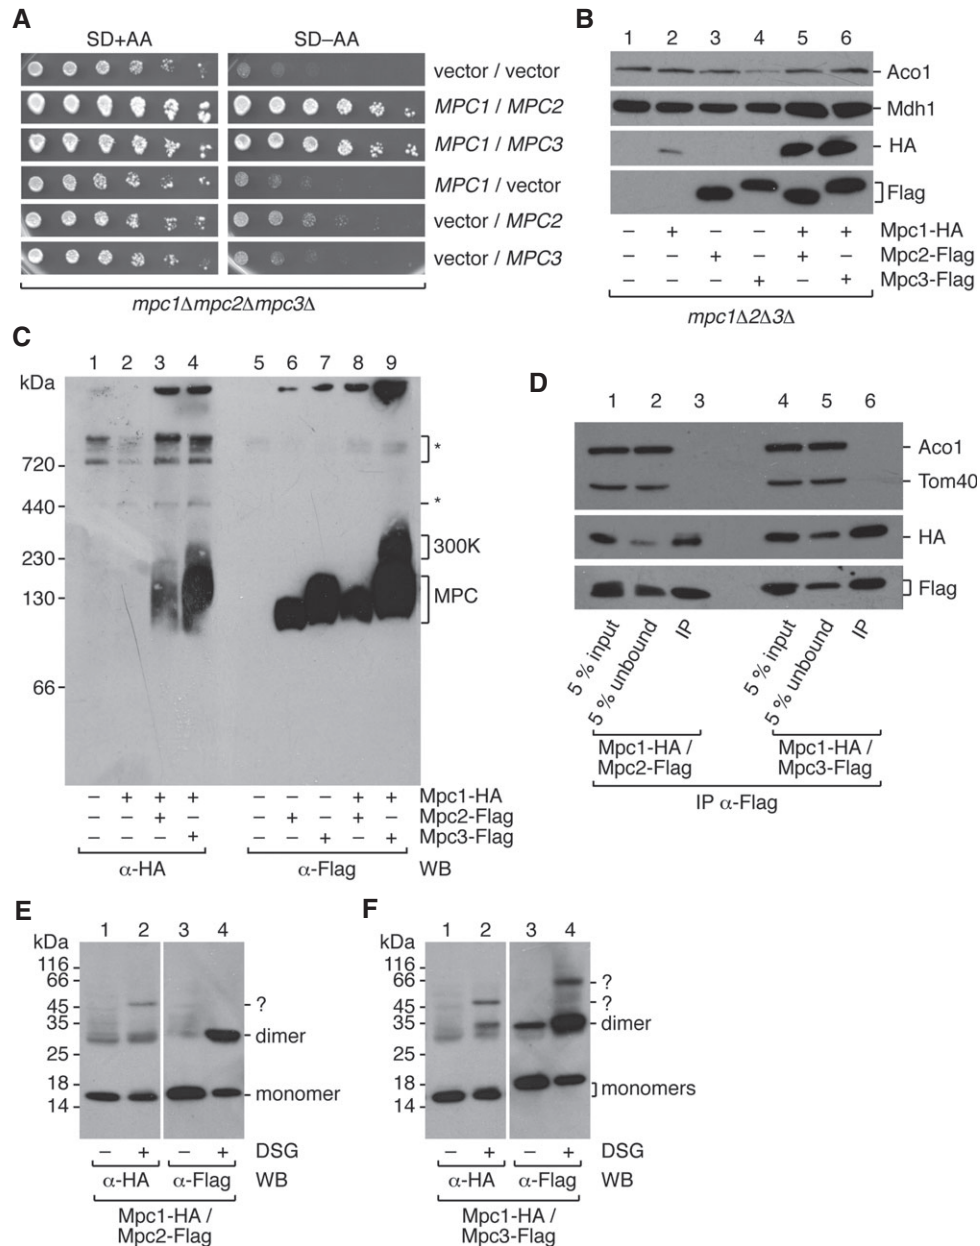 A
SD+AA SD–AA
vector / vector
MPC1 / MPC2
MPC1 / MPC3
MPC1 / vector
vector / MPC2
vector / MPC3
mpc1Δmpc2Δmpc3Δ
B
1 2 3 4 5 6
Aco1
Mdh1
HA
Flag
– + – – + + Mpc1-HA
– – + – + – Mpc2-Flag
– – – + – + Mpc3-Flag
mpc1Δ2Δ3Δ
C
1 2 3 4 5 6 7 8 9
kDa
*
720
440
*
230
300K
130
MPC
66
– + + + – – – + + Mpc1-HA
– – + – – + – + – Mpc2-Flag
– – – + – – + – + Mpc3-Flag
α-HA α-Flag WB
D
1 2 3 4 5 6
Aco1
Tom40
HA
Flag
5 % input 5 % unbound IP 5 % input 5 % unbound IP
Mpc1-HA / Mpc1-HA /
Mpc2-Flag Mpc3-Flag
IP α-Flag
E
1 2 3 4
kDa
116
66
45
?
35
dimer
25
18
monomer
14
– + – + DSG
α-HA α-Flag WB
Mpc1-HA /
Mpc2-Flag
F
1 2 3 4
kDa
116
66
?
45
?
35
dimer
25
18
monomers
14
– + – + DSG
α-HA α-Flag WB
Mpc1-HA /
Mpc3-Flag